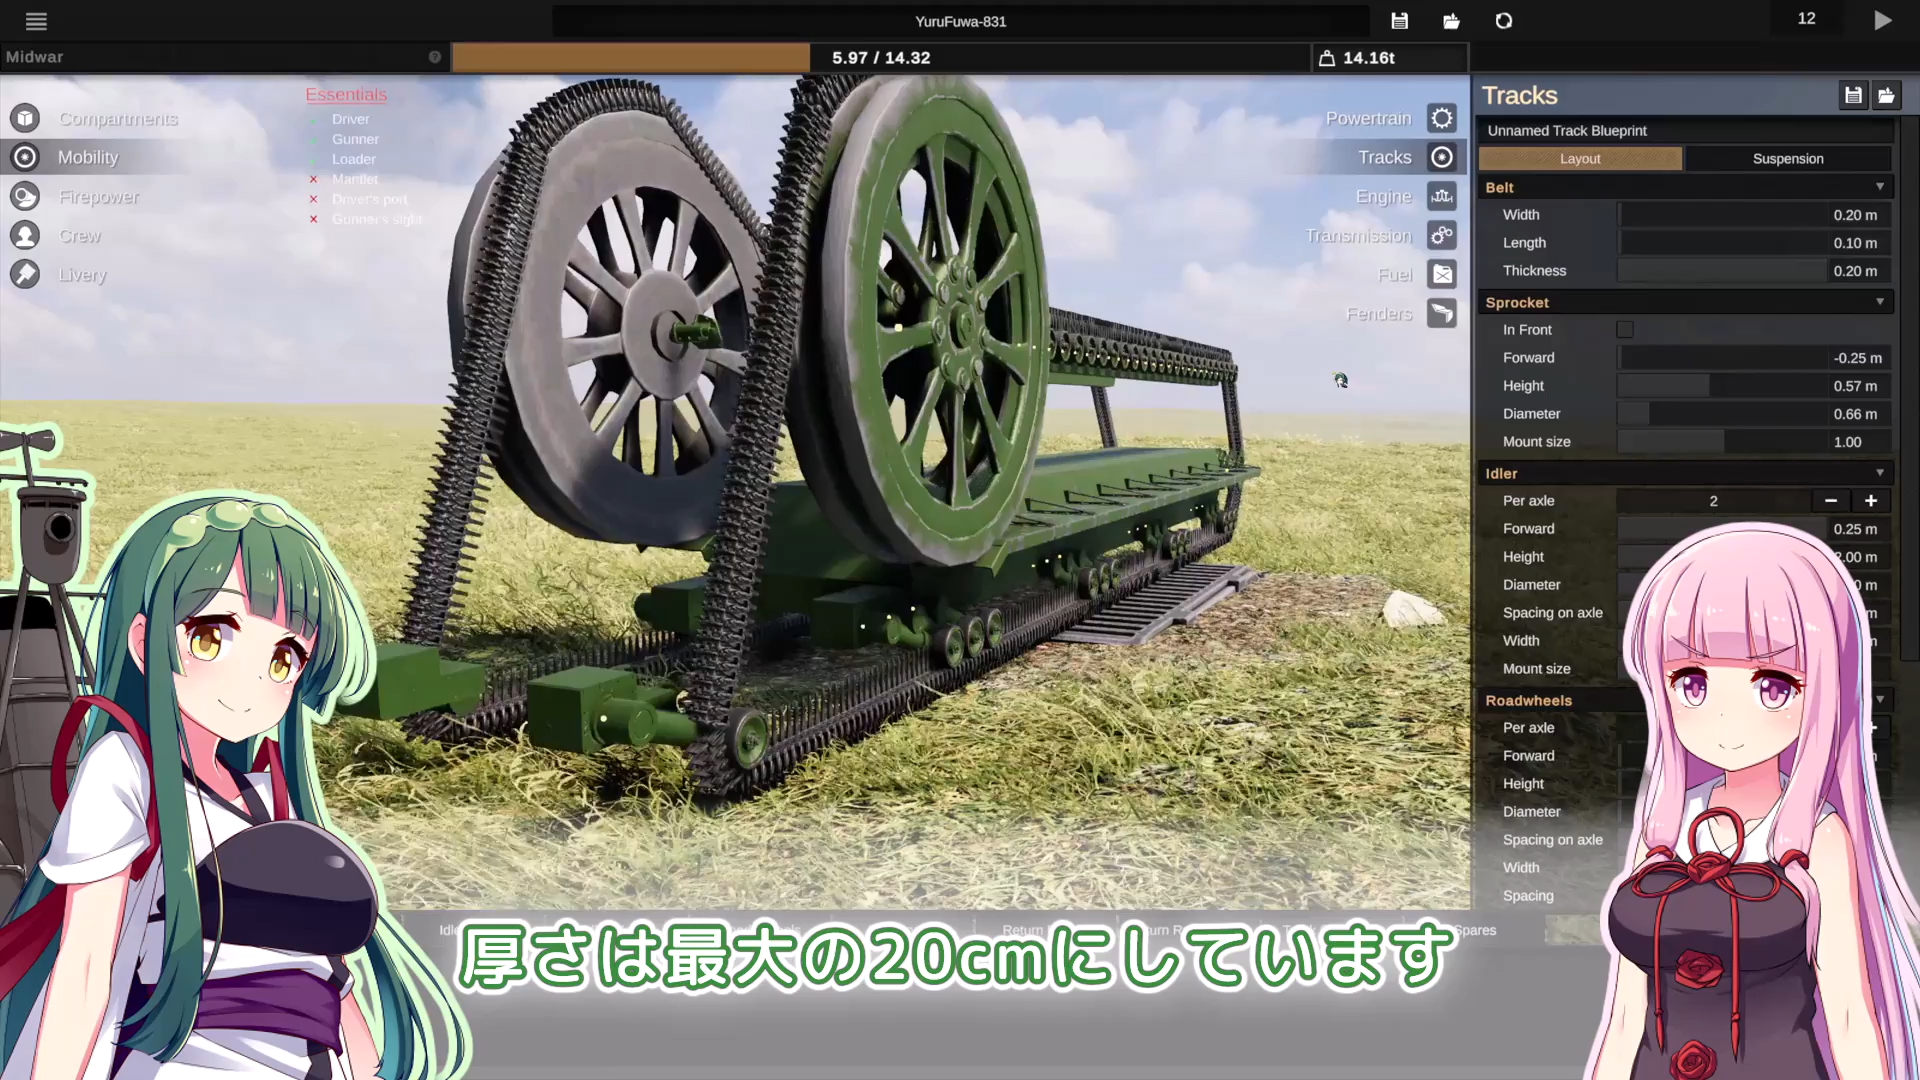 YuruFuwa-831
12
Midwar
5.97 / 14.32
14.16t
Compartments
Mobility
Firepower
Crew
Livery
Essentials
Driver
Gunner
Loader
Mantlet
Driver's port
Gunner's sight
Powertrain
Tracks
Engine
Transmission
Fuel
Fenders
Tracks
Unnamed Track Blueprint
Layout Suspension
Belt
Width 0.20 m
Length 0.10 m
Thickness 0.20 m
Sprocket
In Front
Forward -0.25 m
Height 0.57 m
Diameter 0.66 m
Mount size 1.00
Idler
Per axle 2
Forward 0.25 m
Height
Diameter
Spacing on axle
Width
Mount size
Roadwheels
Per axle
Forward
Height
Diameter
Spacing on axle
Width
Spacing
Return
Spares
厚さは最大の20cmにしています